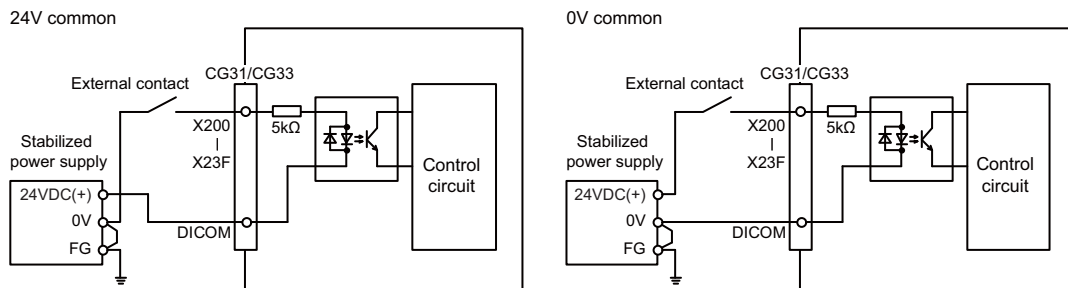 24V common
CG31/CG33
External contact
X200
5kΩ
X23F
Stabilized
power supply
Control
circuit
24VDC(+)
0V
DICOM
FG
0V common
CG31/CG33
External contact
X200
5kΩ
X23F
Stabilized
power supply
Control
circuit
24VDC(+)
0V
DICOM
FG